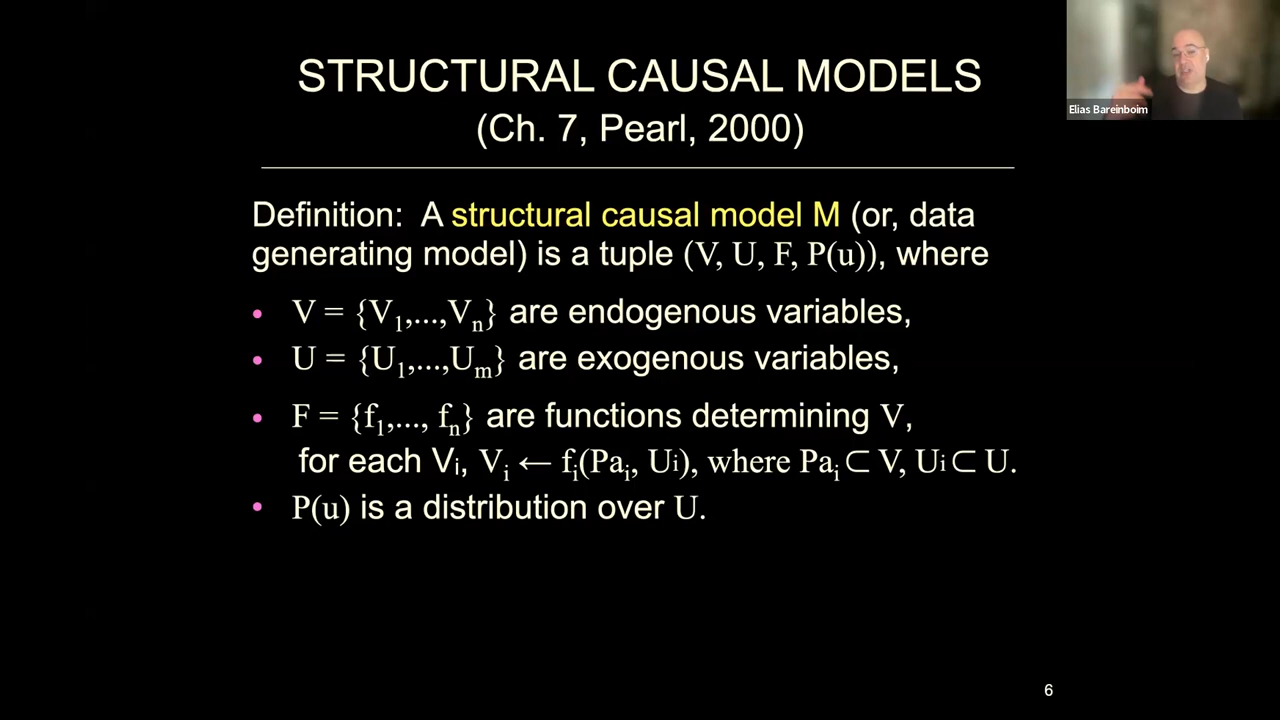 STRUCTURAL CAUSAL MODELS
(Ch. 7, Pearl, 2000)
Elias Bareinboim
Definition: A structural causal model M (or, data
generating model) is a tuple (V, U, F, P(u)), where
• V = {V₁,...,Vₙ} are endogenous variables,
• U = {U₁,...,Uₘ} are exogenous variables,
• F = {f₁,..., fₙ} are functions determining V,
for each Vᵢ, Vᵢ ← fᵢ(Paᵢ, Uᵢ), where Paᵢ ⊂ V, Uᵢ ⊂ U.
• P(u) is a distribution over U.
6